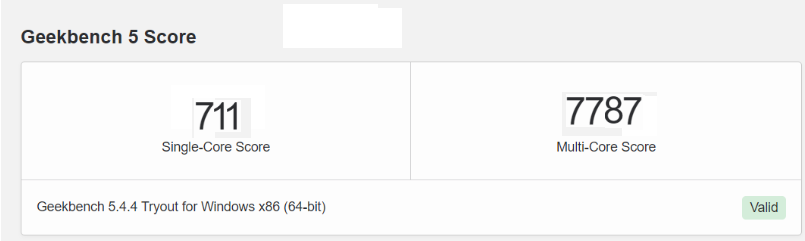 Geekbench 5 Score
711
Single-Core Score
7787
Multi-Core Score
Geekbench 5.4.4 Tryout for Windows x86 (64-bit)
Valid